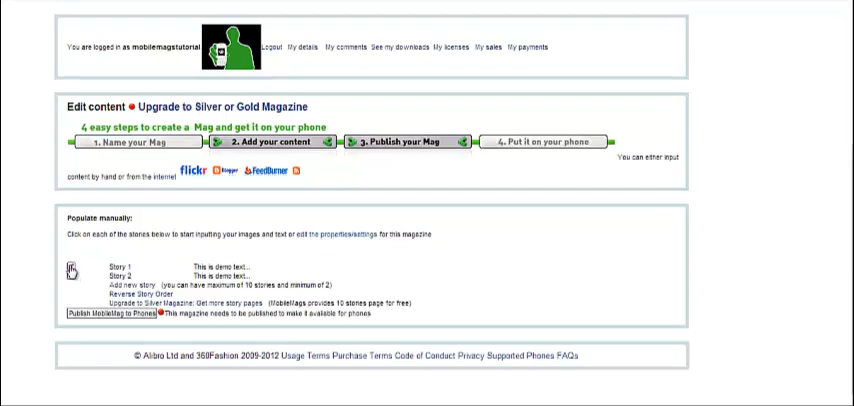 You are logged in as mobilemagstutorial Logout My details My comments See my downloads My licenses My sales My payments
Edit content Upgrade to Silver or Gold Magazine
4 easy steps to create a Mag and get it on your phone
1. Name your Mag 2. Add your content 3. Publish your Mag 4. Put it on your phone
You can either input
content by hand or from the internet flickr Blogger FeedBurner
Populate manually:
Click on each of the stories below to start inputting your images and text or edit the properties/settings for this magazine
Story 1 This is demo text...
Story 2 This is demo text...
Add new story (you can have maximum of 10 stories and minimum of 2)
Reverse Story Order
Upgrade to Silver Magazine: Get more story pages (MobileMags provides 10 stories page for free)
Publish MobileMag to Phones This magazine needs to be published to make it available for phones
© Alibro Ltd and 360Fashion 2009-2012 Usage Terms Purchase Terms Code of Conduct Privacy Supported Phones FAQs